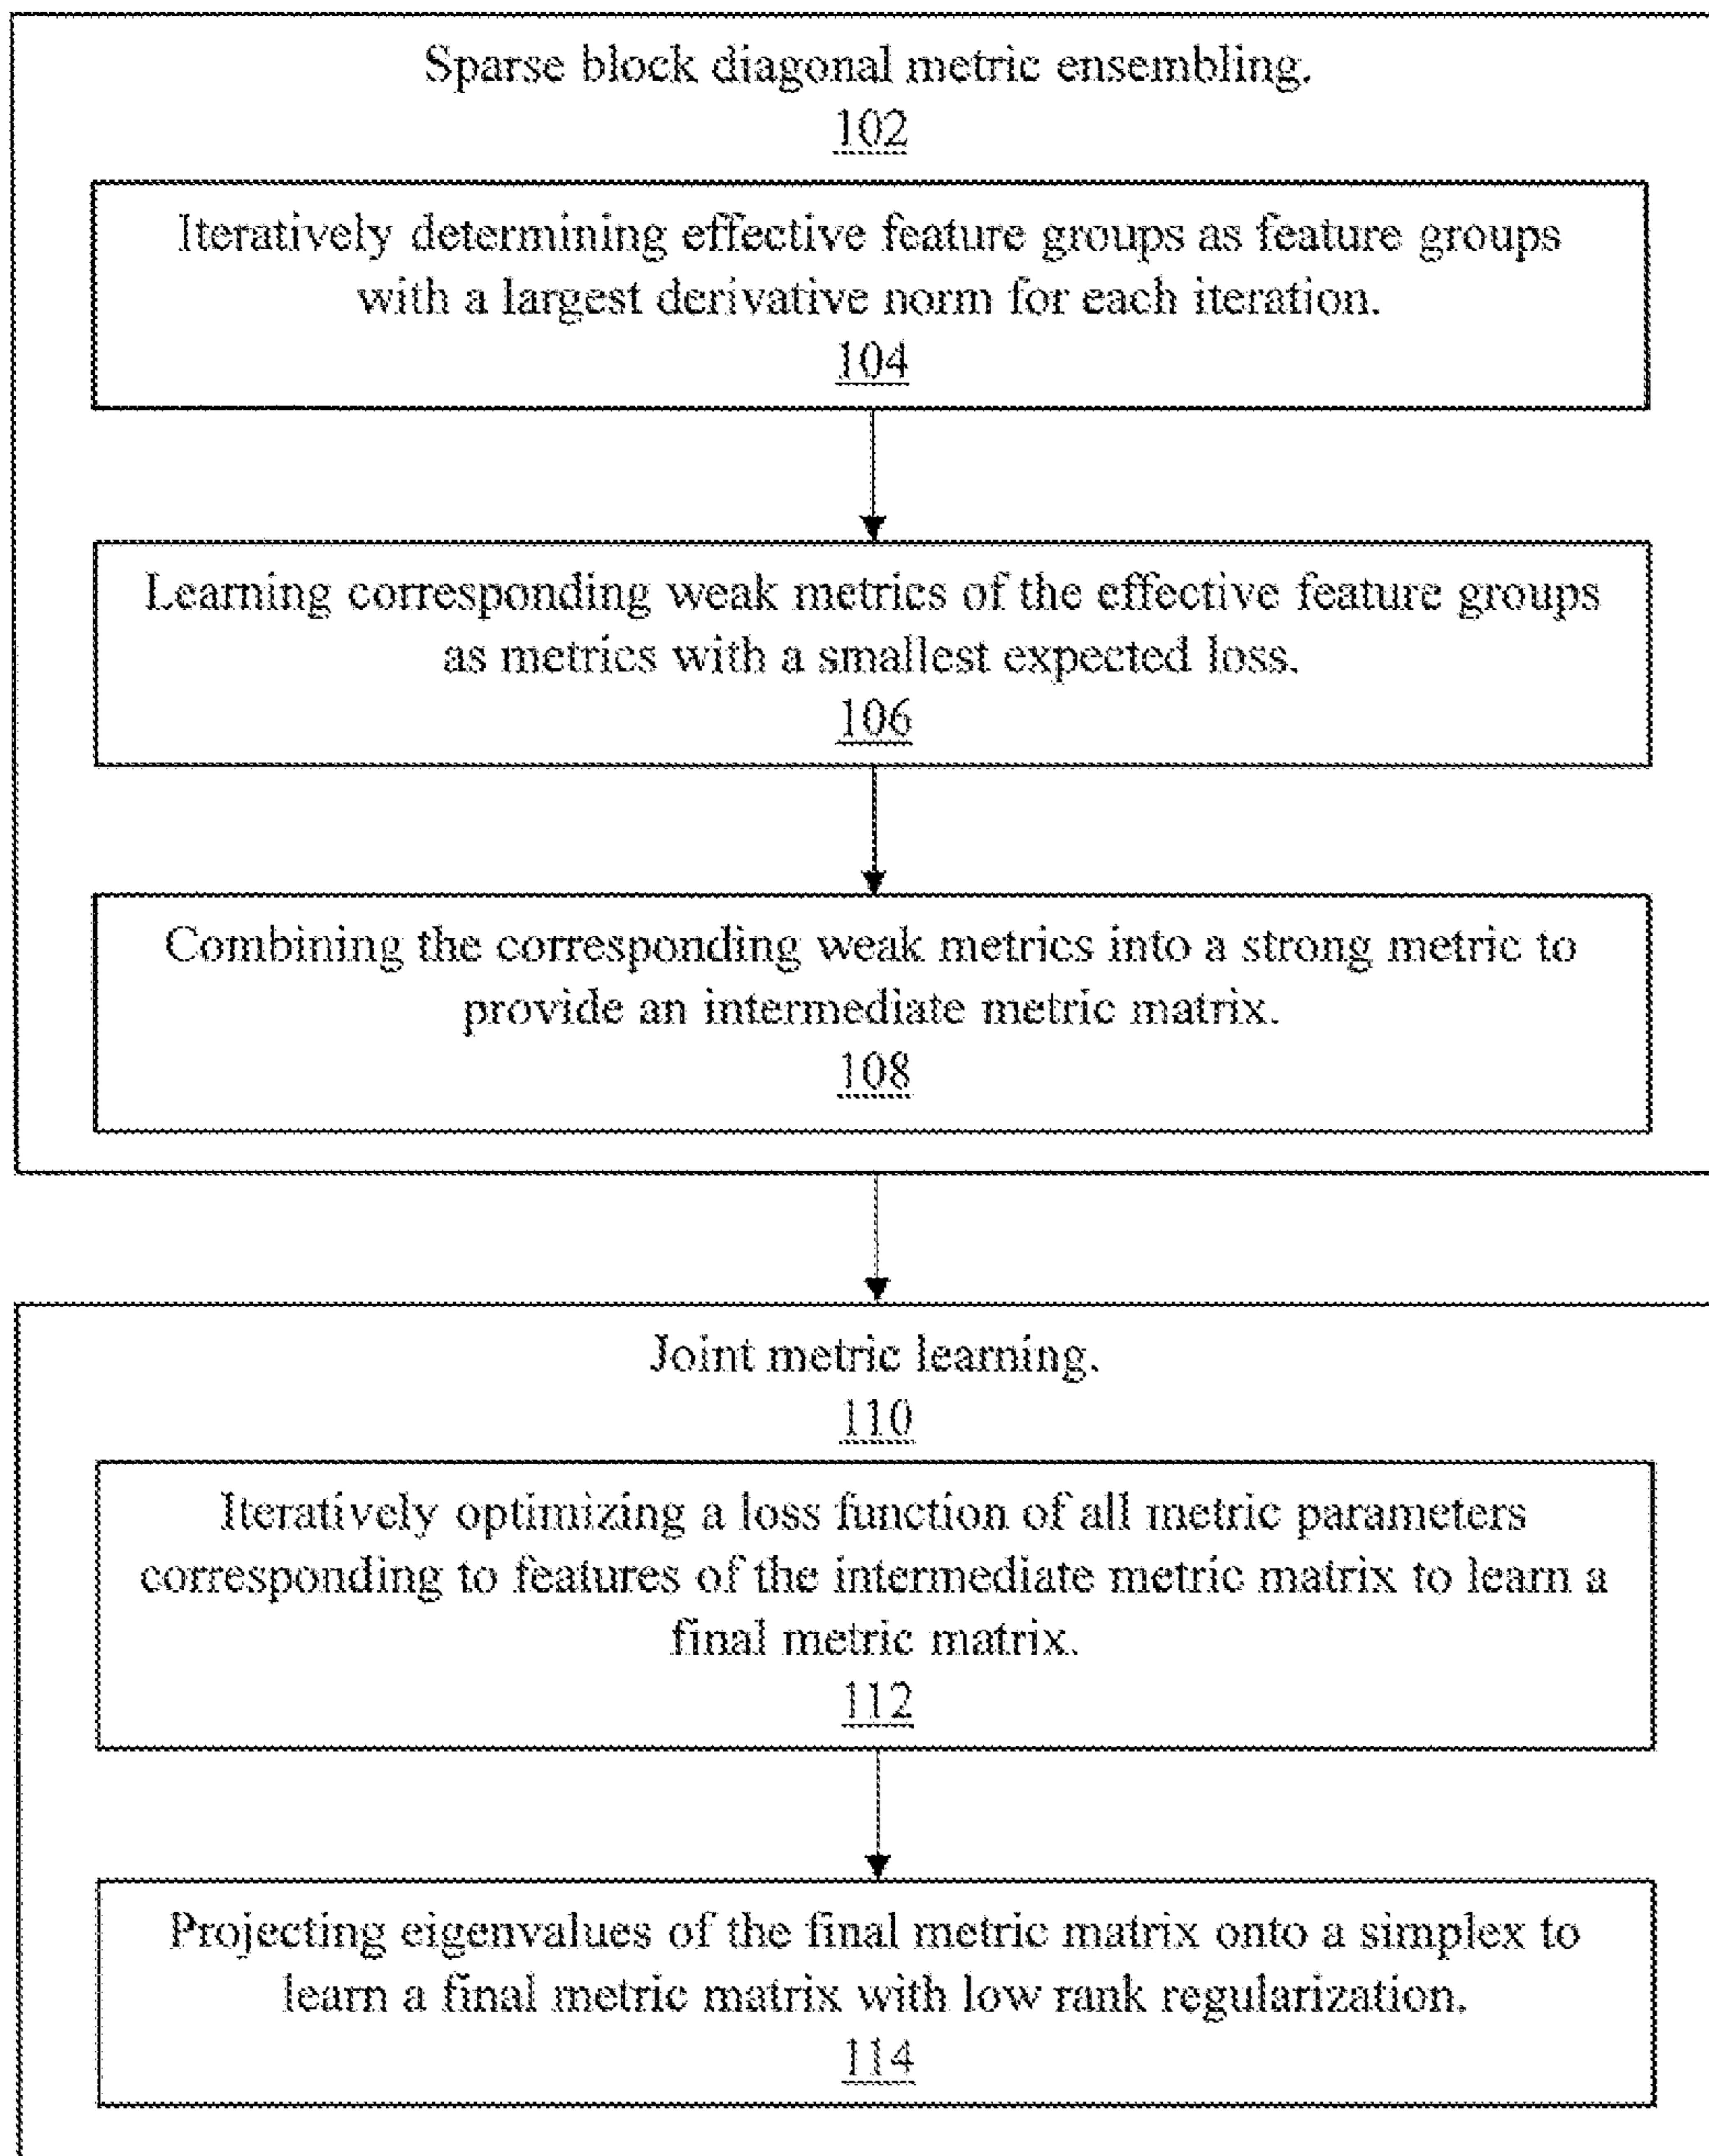 Sparse block diagonal metric ensembling.
102
Iteratively determining effective feature groups as feature groups
with a largest derivative norm for each iteration.
104
Learning corresponding weak metrics of the effective feature groups
as metrics with a smallest expected loss.
106
Combining the corresponding weak metrics into a strong metric to
provide an intermediate metric matrix.
108
Joint metric learning.
110
Iteratively optimizing a loss function of all metric parameters
corresponding to features of the intermediate metric matrix to learn a
final metric matrix.
112
Projecting eigenvalues of the final metric matrix onto a simplex to
learn a final metric matrix with low rank regularization.
114